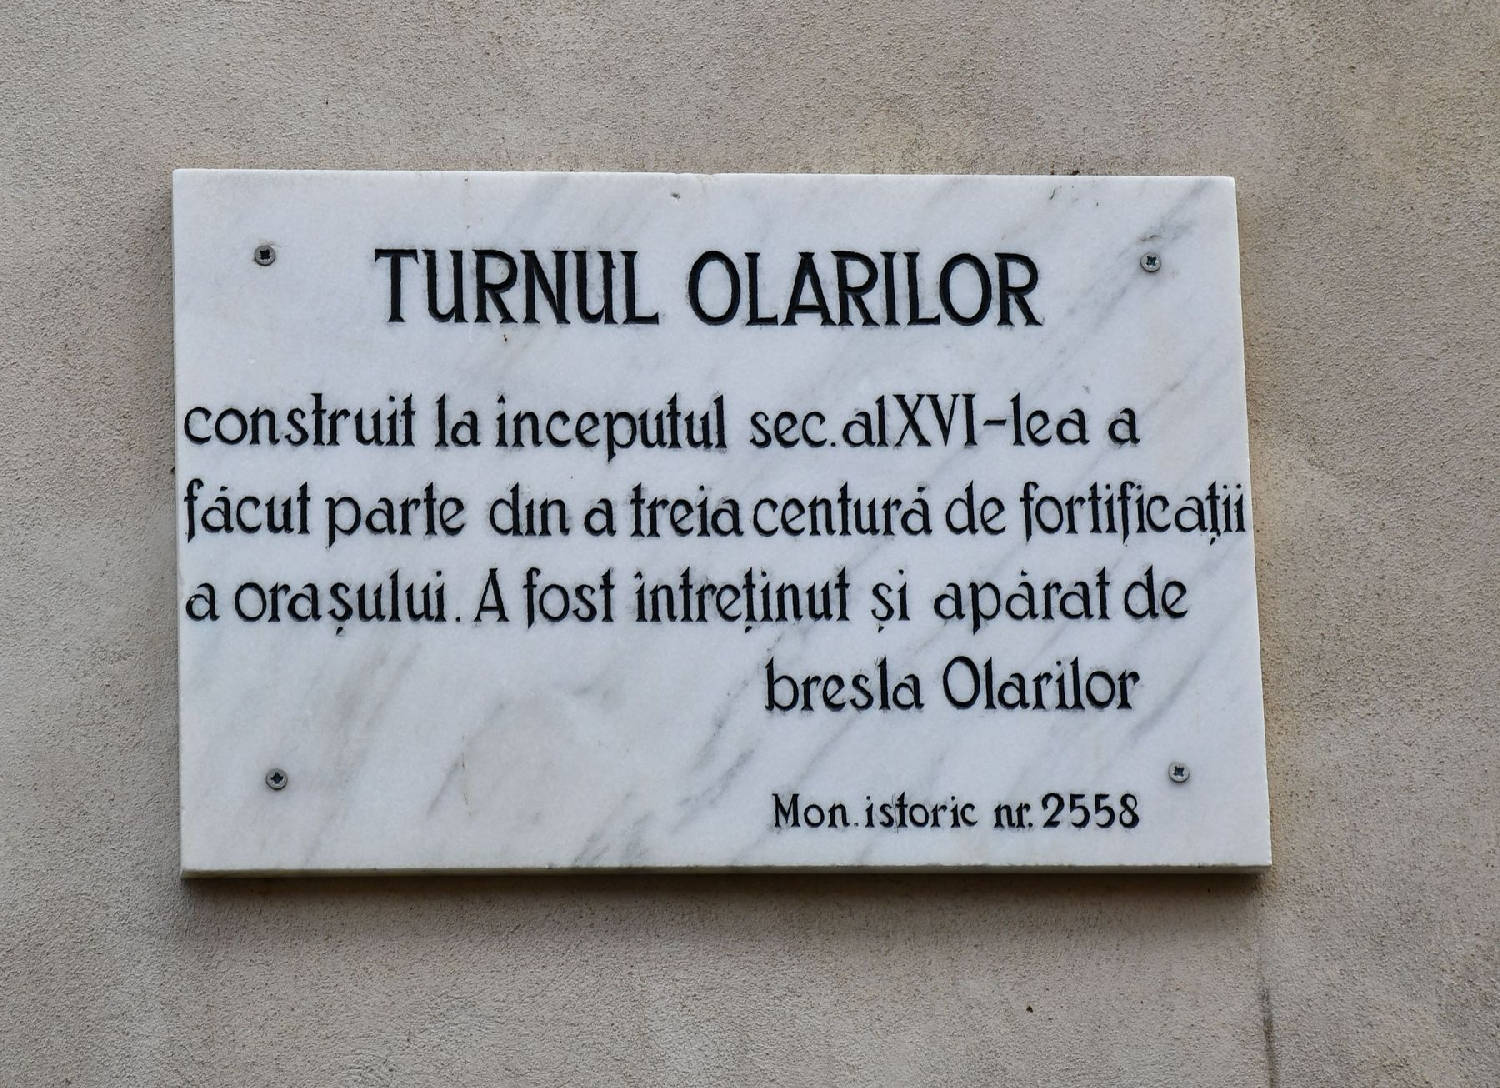 TURNUL OLARILOR
construit la începutul sec. al XVI-lea a
făcut parte din a treia centură de fortificații
a orașului. A fost întreținut și apărat de
bresla Olarilor
Mon. istoric nr. 2558